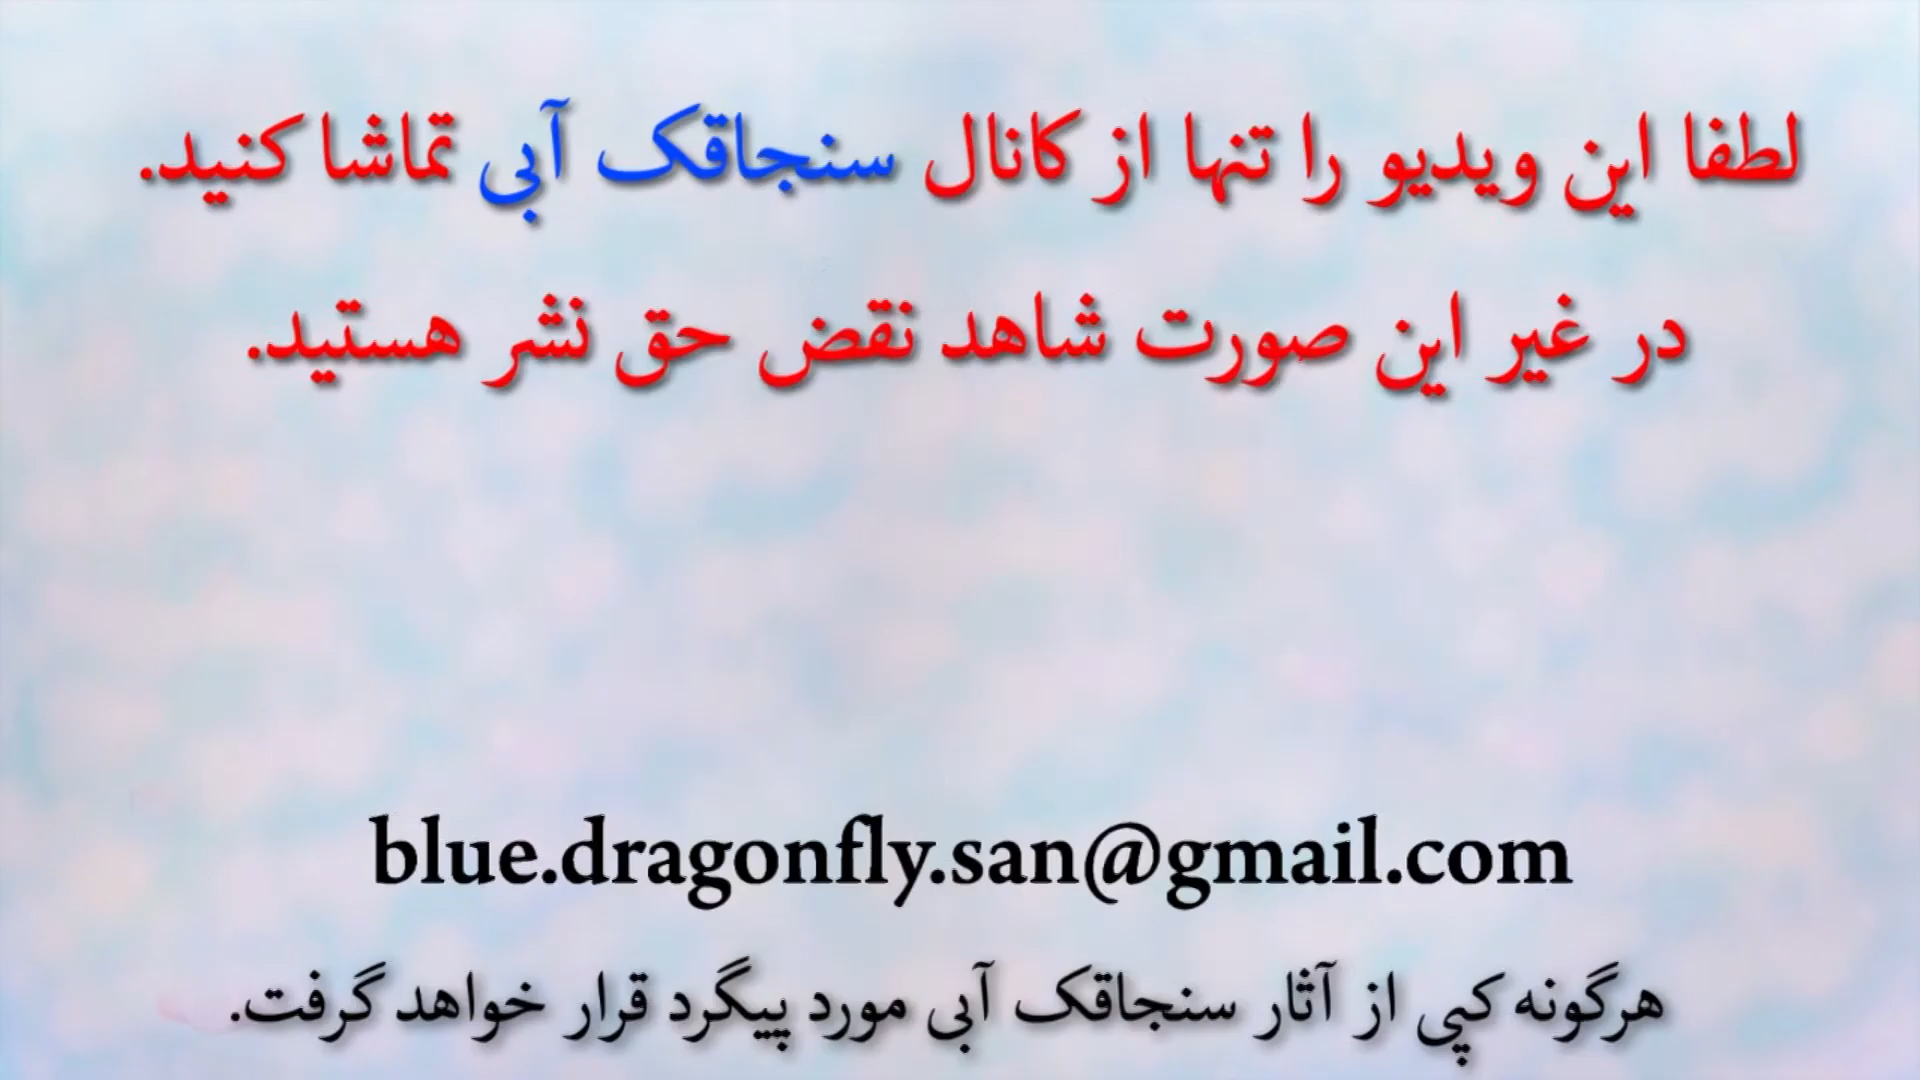 لطفا این ویدیو را تنها از کانال سنجاقک آبی تماشا کنید.
در غیر این صورت شاهد نقض حق نشر هستید.
blue.dragonfly.san@gmail.com
هرگونه کپی از آثار سنجاقک آبی مورد پیگرد قرار خواهد گرفت.